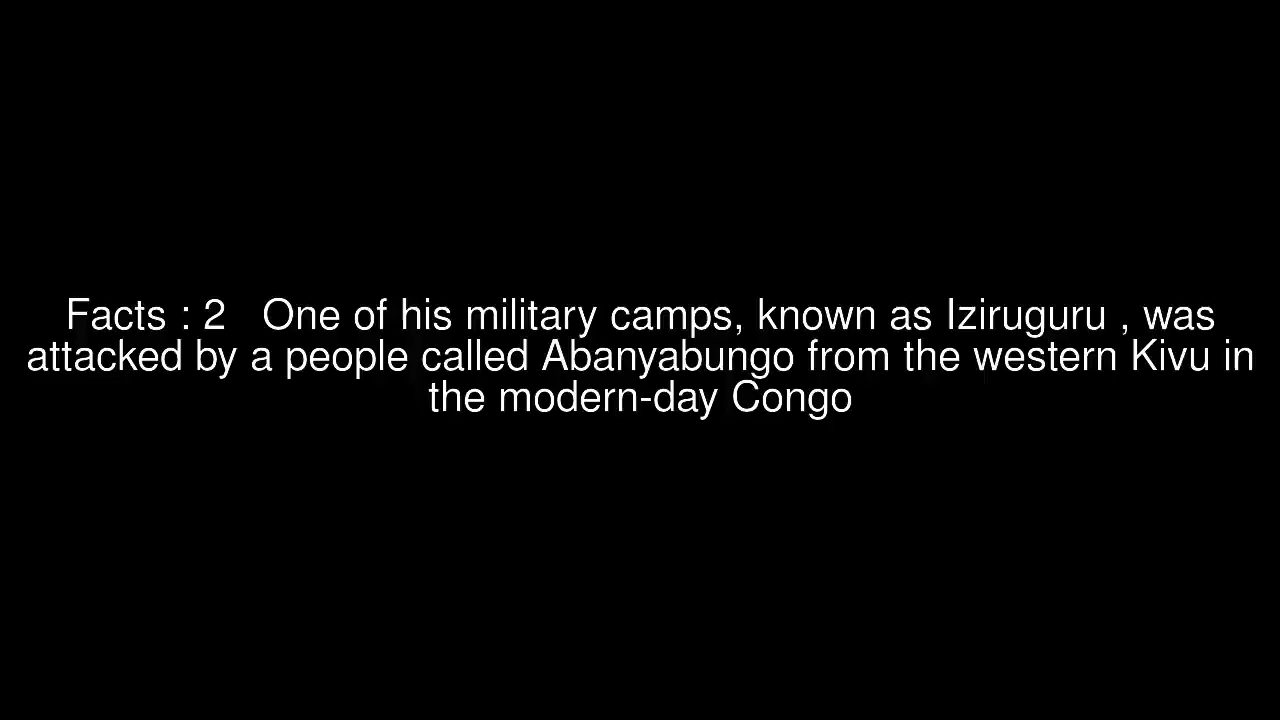 Facts : 2   One of his military camps, known as Iziruguru , was
attacked by a people called Abanyabungo from the western Kivu in
the modern-day Congo